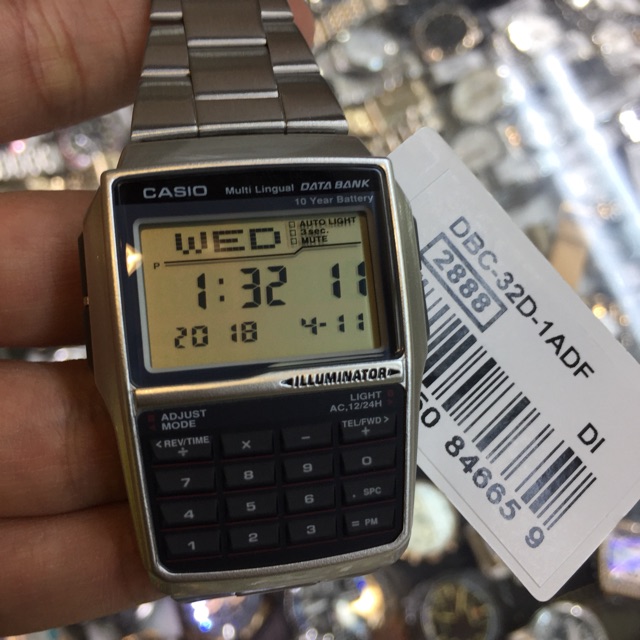 CASIO Multi Lingual DATA BANK
10 Year Battery
WED
AUTO LIGHT
3sec.
MUTE
P
1:32 11
2018 4-11
ILLUMINATOR
ADJUST
MODE
LIGHT
AC,12/24H
<REV/TIME ÷ × − TEL/FWD> +
7 8 9 0
4 5 6 . SPC
1 2 3 = PM
DBC-32D-1ADF
2888
DI
50 84665 9